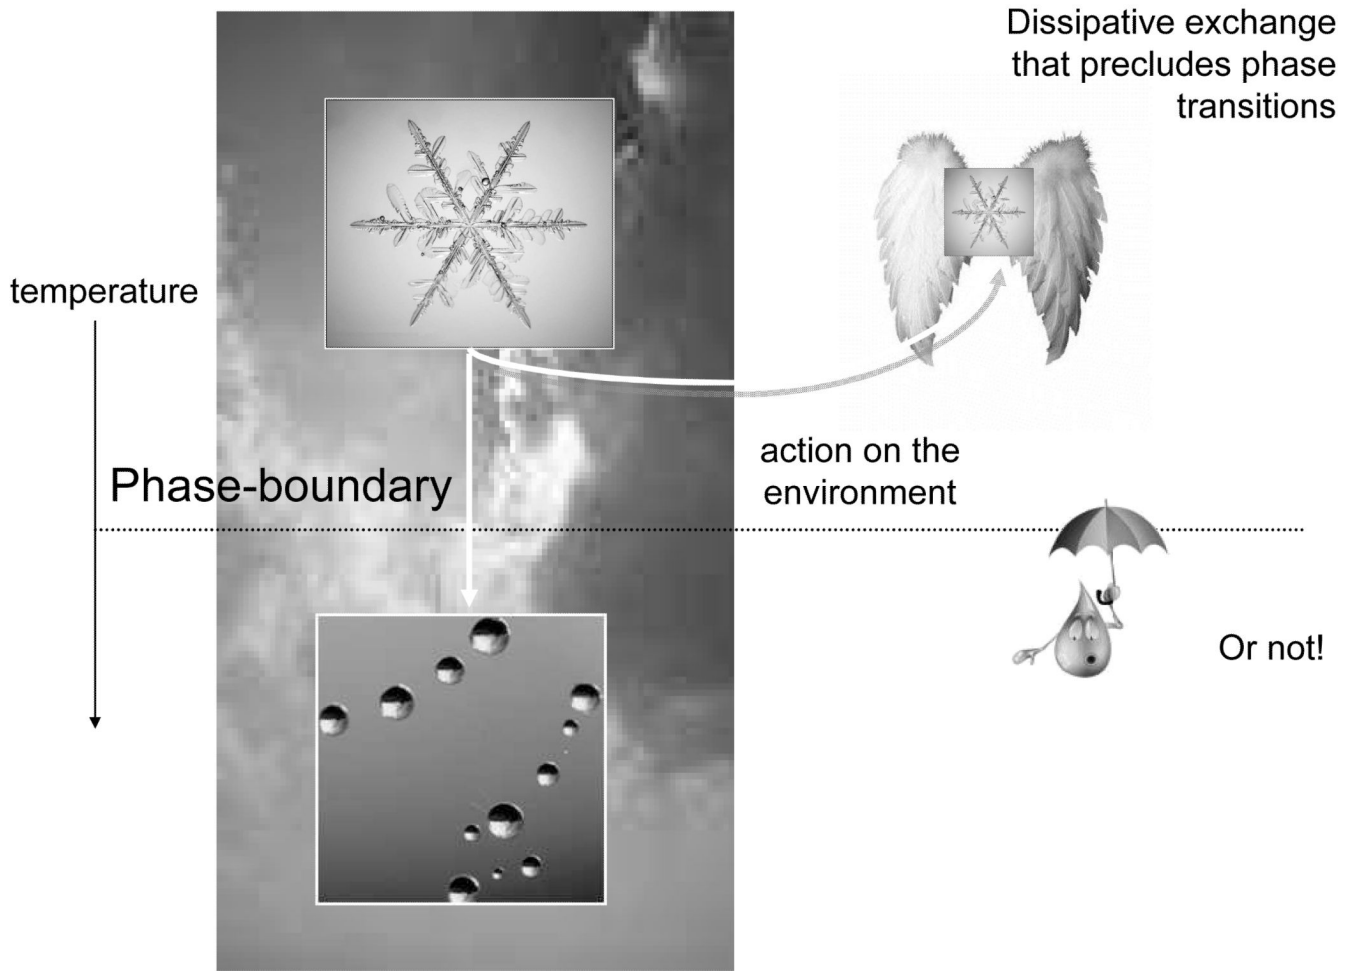 Dissipative exchange
that precludes phase
transitions
temperature
Phase-boundary
action on the
environment
Or not!